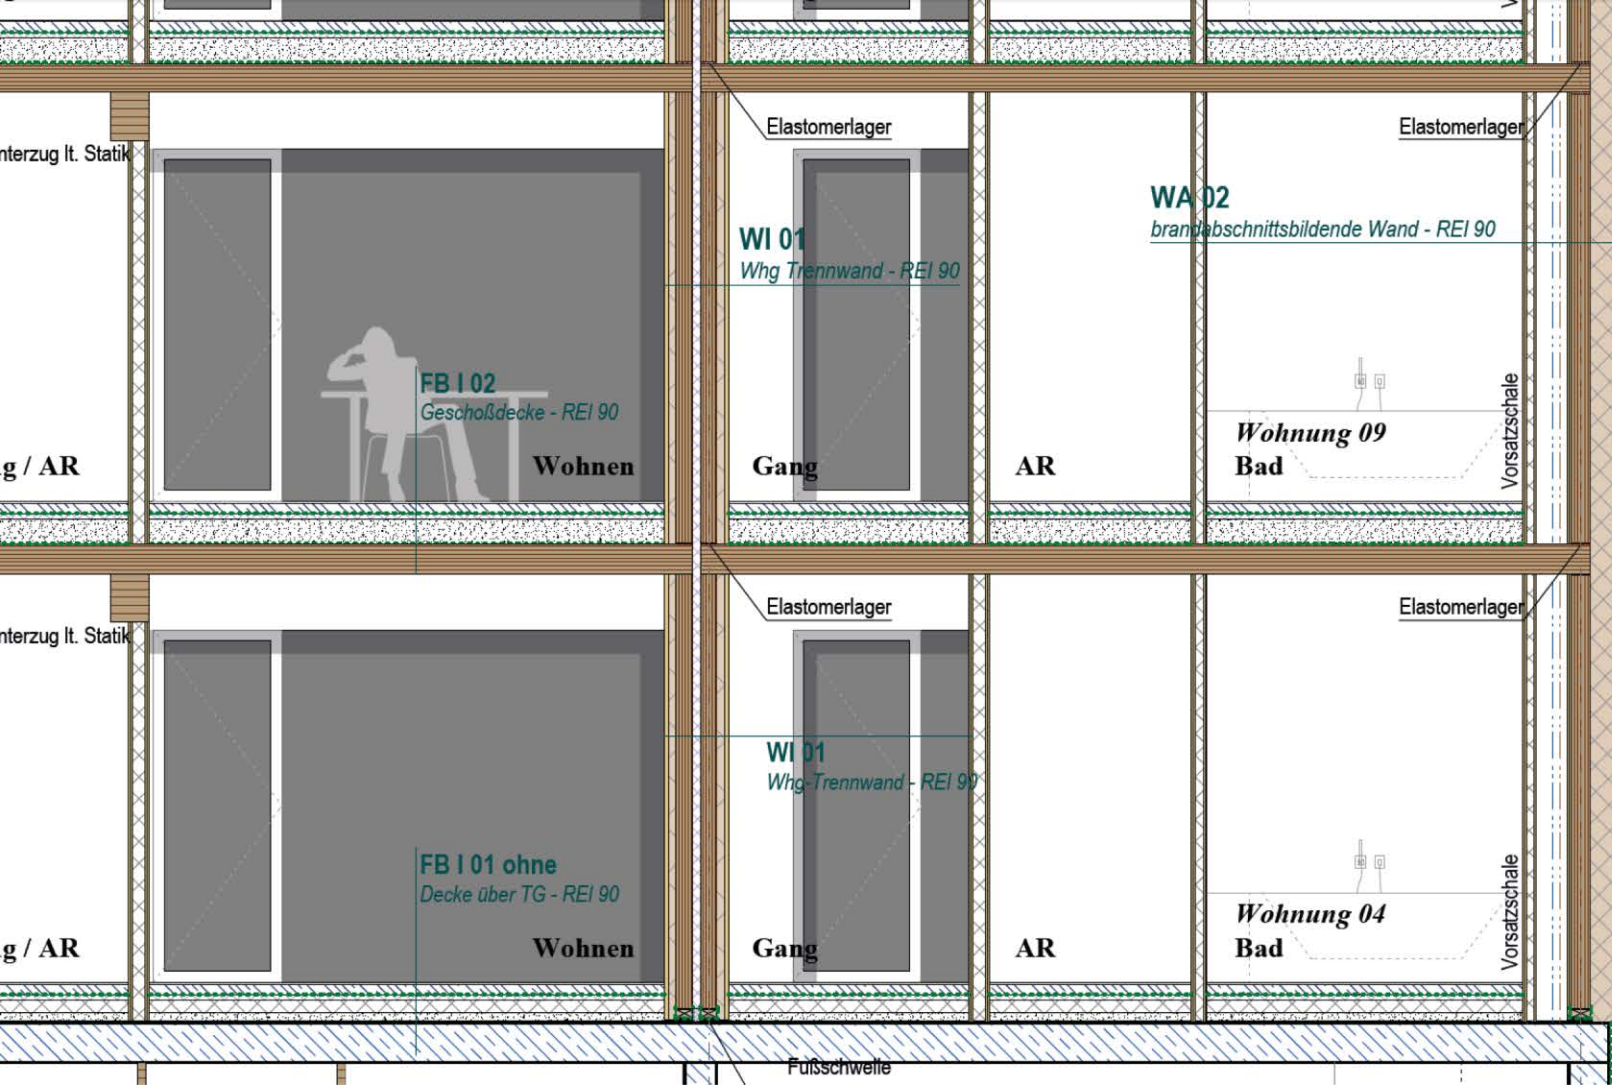 Elastomerlager
Elastomerlager
nterzug lt. Statik
WA 02
brandabschnittsbildende Wand - REI 90
WI 01
Whg Trennwand - REI 90
FB I 02
Geschoßdecke - REI 90
Wohnung 09
g / AR
Wohnen
Gang
AR
Bad
Vorsatzschale
Elastomerlager
Elastomerlager
nterzug lt. Statik
WI 01
Whg-Trennwand - REI 90
FB I 01 ohne
Decke über TG - REI 90
Wohnung 04
g / AR
Wohnen
Gang
AR
Bad
Vorsatzschale
Fußschwelle